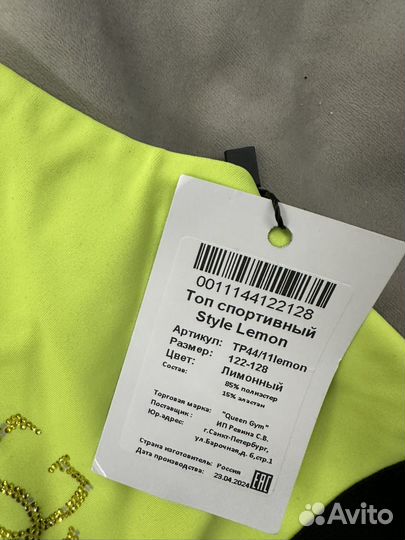 0011144122128
Топ спортивный
Style Lemon
Артикул: TP44/11lemon
Размер: 122-128
Цвет: Лимонный
Состав: 85% полиэстер
15% эластан
Торговая марка: "Queen Gym"
Поставщик: ИП Ревина С.В.
Юр.адрес: г.Санкт-Петербург,
ул.Барочная, д.6,стр.1
Страна изготовитель: Россия
Дата производства: 23.04.2024
EAC
Avito